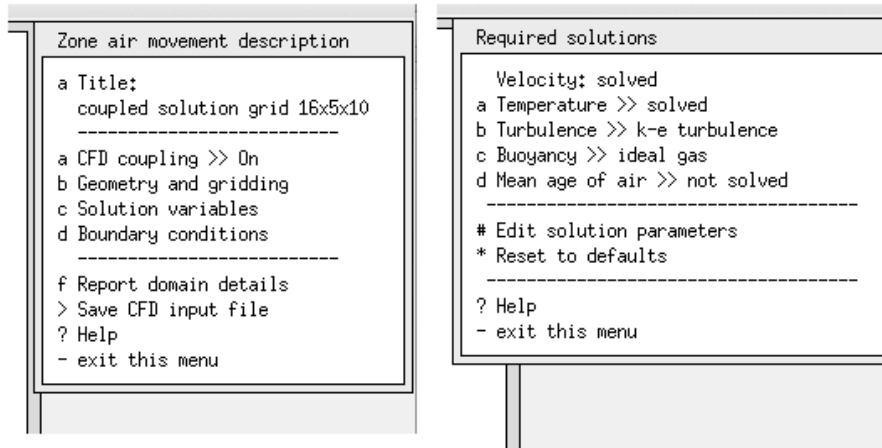 Zone air movement description
a Title:
coupled solution grid 16x5x10
--------------------------
a CFD coupling >> On
b Geometry and gridding
c Solution variables
d Boundary conditions
--------------------------
f Report domain details
> Save CFD input file
? Help
- exit this menu
Required solutions
Velocity: solved
a Temperature >> solved
b Turbulence >> k-e turbulence
c Buoyancy >> ideal gas
d Mean age of air >> not solved
-------------------------------------
# Edit solution parameters
* Reset to defaults
-------------------------------------
? Help
- exit this menu